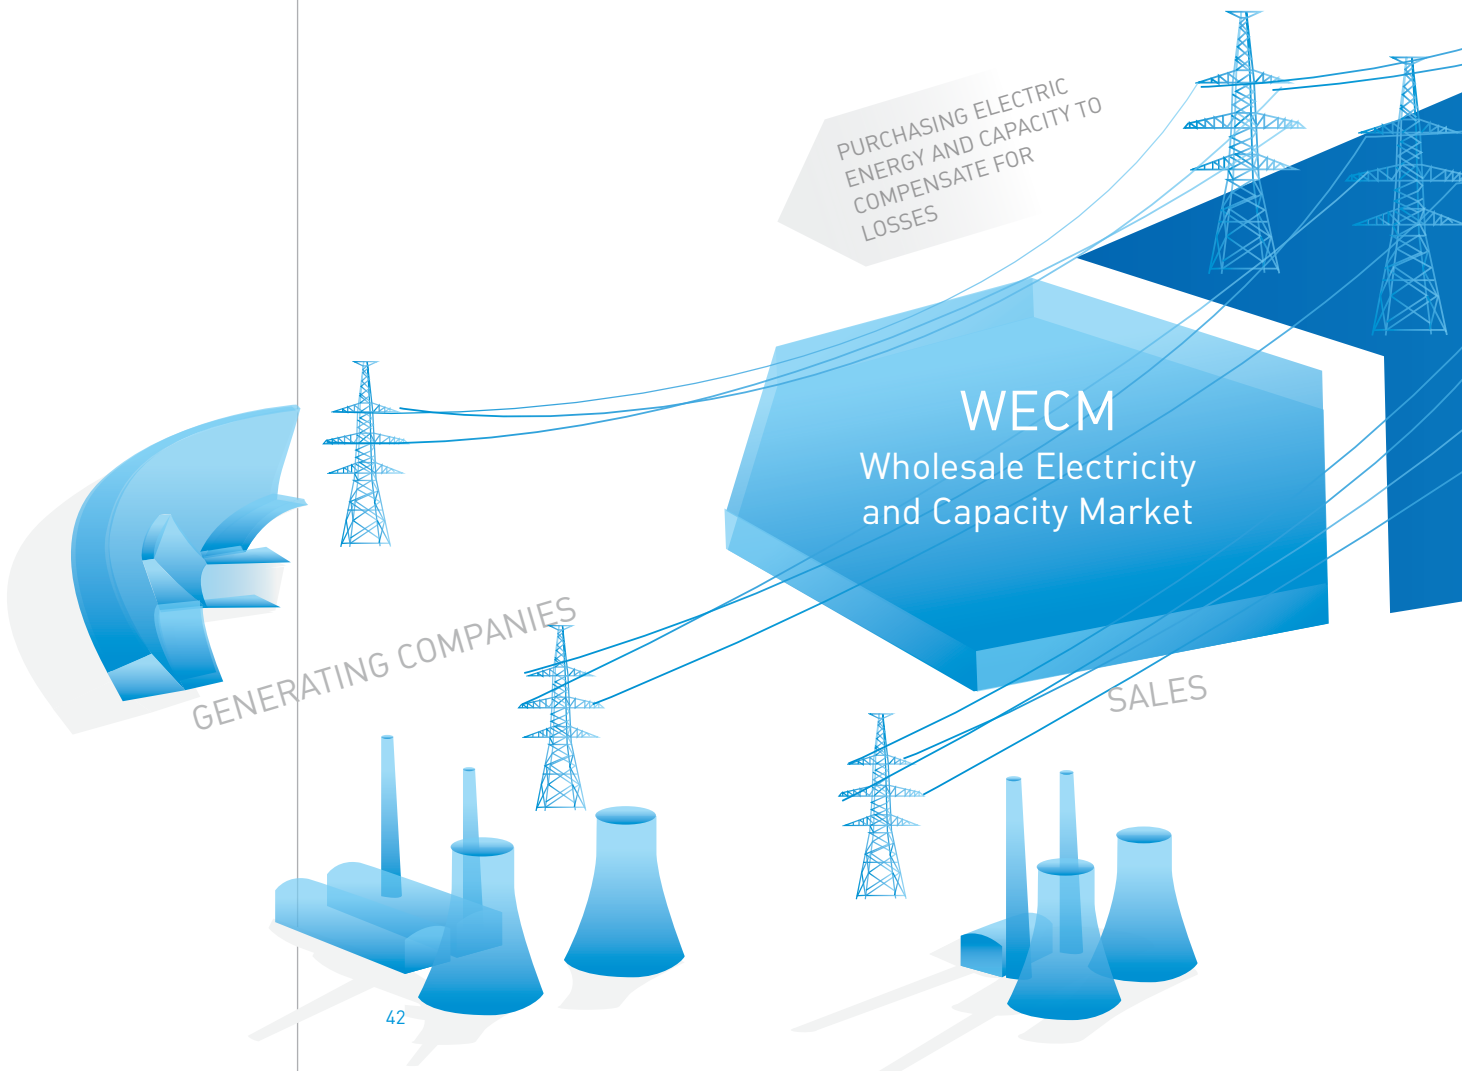 PURCHASING ELECTRIC
ENERGY AND CAPACITY TO
COMPENSATE FOR
LOSSES
WECM
Wholesale Electricity
and Capacity Market
GENERATING COMPANIES
SALES
42